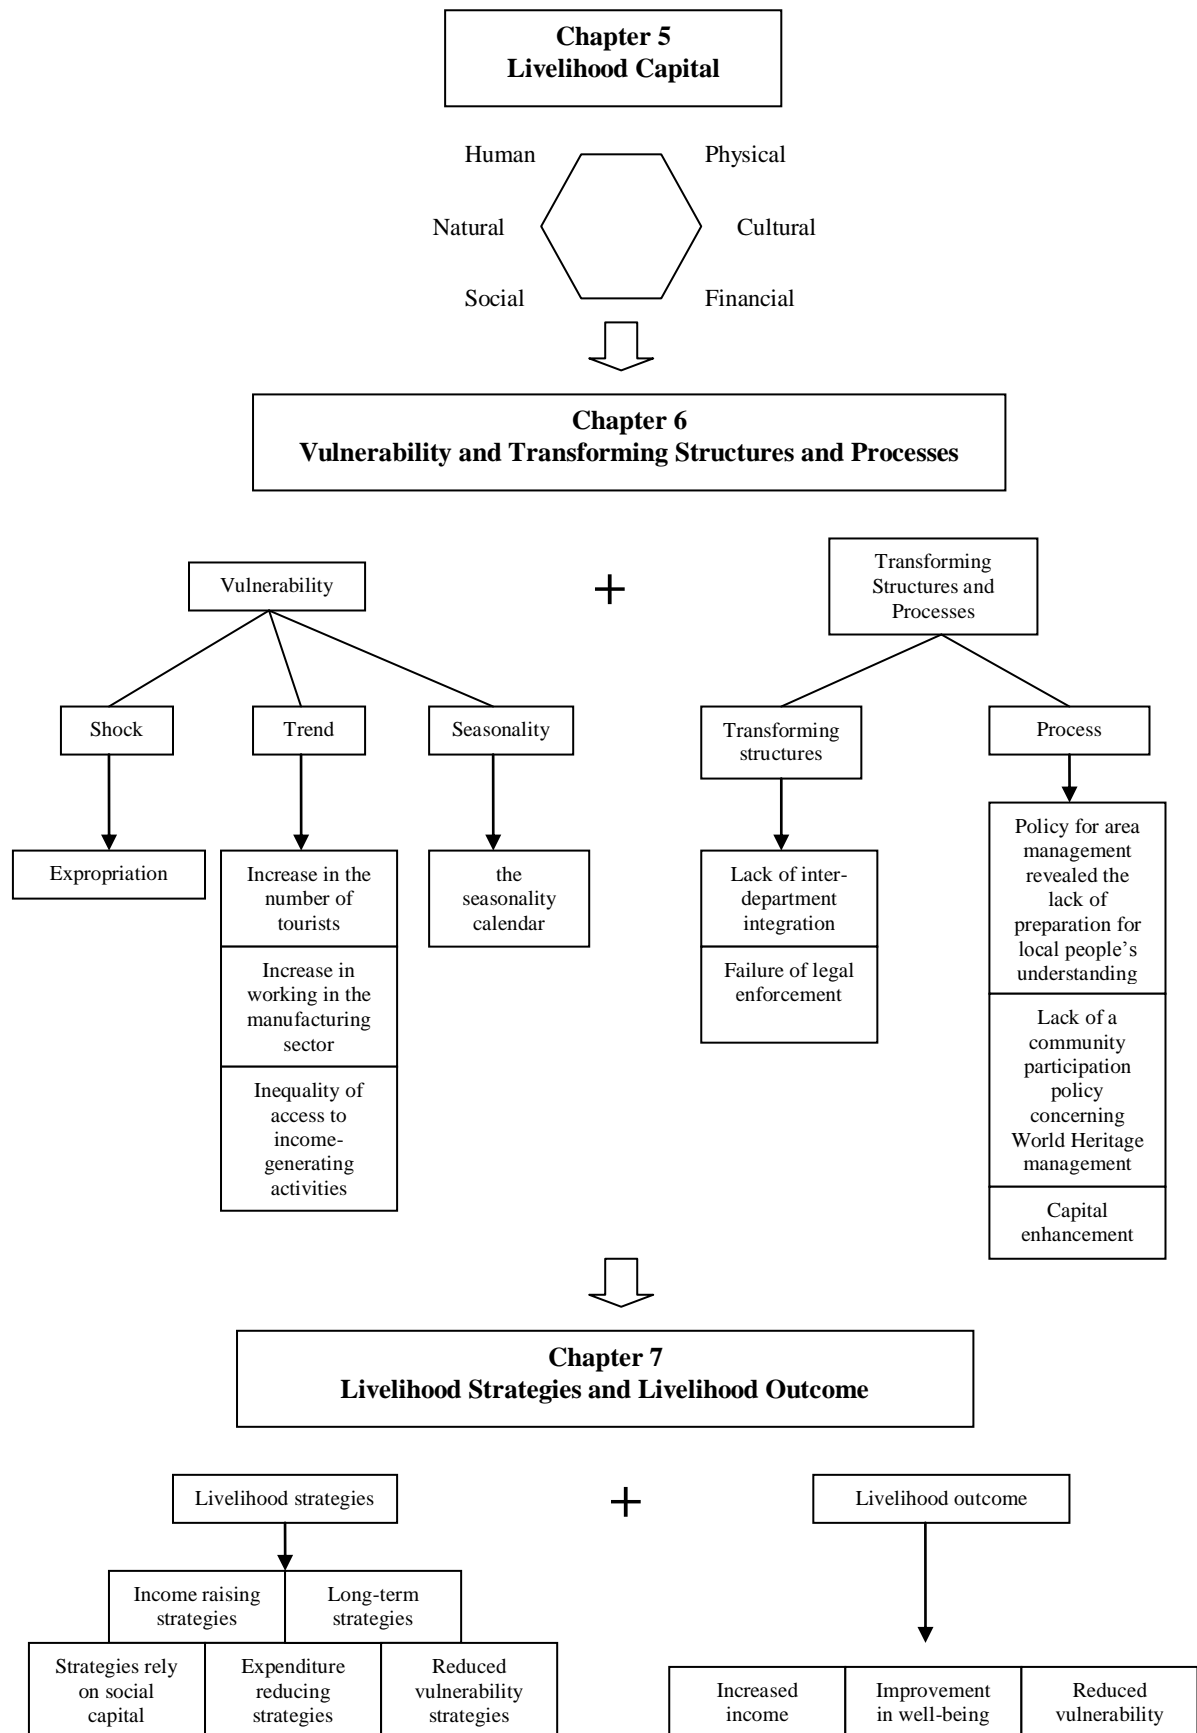 Chapter 5
Livelihood Capital
Human
Physical
Natural
Cultural
Social
Financial
Chapter 6
Vulnerability and Transforming Structures and Processes
Vulnerability
+
Transforming
Structures and
Processes
Shock
Trend
Seasonality
Transforming
structures
Process
Expropriation
Increase in the
number of
tourists
Increase in
working in the
manufacturing
sector
Inequality of
access to
income-
generating
activities
the
seasonality
calendar
Lack of inter-
department
integration
Failure of legal
enforcement
Policy for area
management
revealed the
lack of
preparation for
local people’s
understanding
Lack of a
community
participation
policy
concerning
World Heritage
management
Capital
enhancement
Chapter 7
Livelihood Strategies and Livelihood Outcome
Livelihood strategies
+
Livelihood outcome
Income raising
strategies
Long-term
strategies
Strategies rely
on social
capital
Expenditure
reducing
strategies
Reduced
vulnerability
strategies
Increased
income
Improvement
in well-being
Reduced
vulnerability